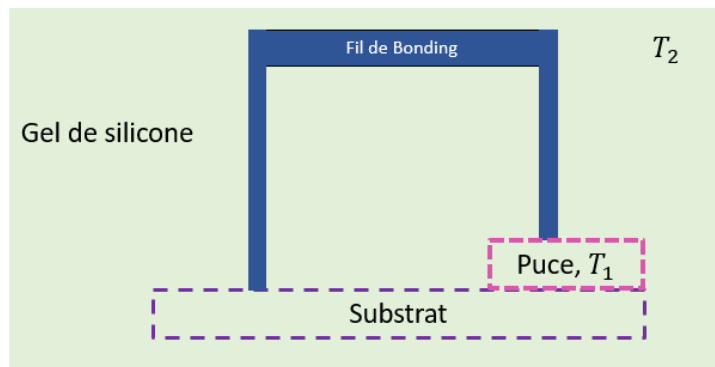 Fil de Bonding
T₂
Gel de silicone
Puce, T₁
Substrat